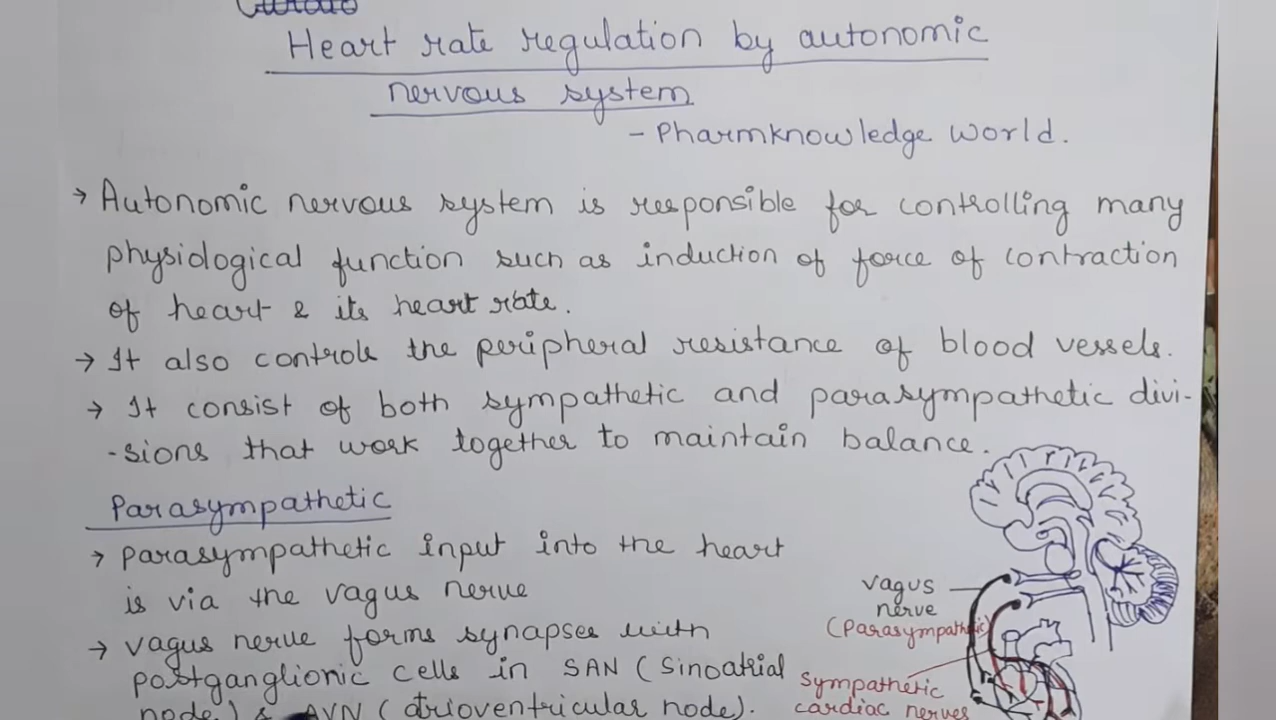 Heart rate regulation by autonomic
nervous system
- Pharmknowledge World.
→ Autonomic nervous system is responsible for controlling many
physiological function such as induction of force of contraction
of heart & its heart rate.
→ It also controls the peripheral resistance of blood vessels.
→ It consist of both sympathetic and parasympathetic divi-
-sions that work together to maintain balance.
Parasympathetic
→ parasympathetic input into the heart
is via the vagus nerve
→ vagus nerve forms synapses with
postganglionic cells in SAN (Sinoatrial
node) & AVN (atrioventricular node).
vagus
nerve
(Parasympathetic)
Sympathetic
cardiac nerves